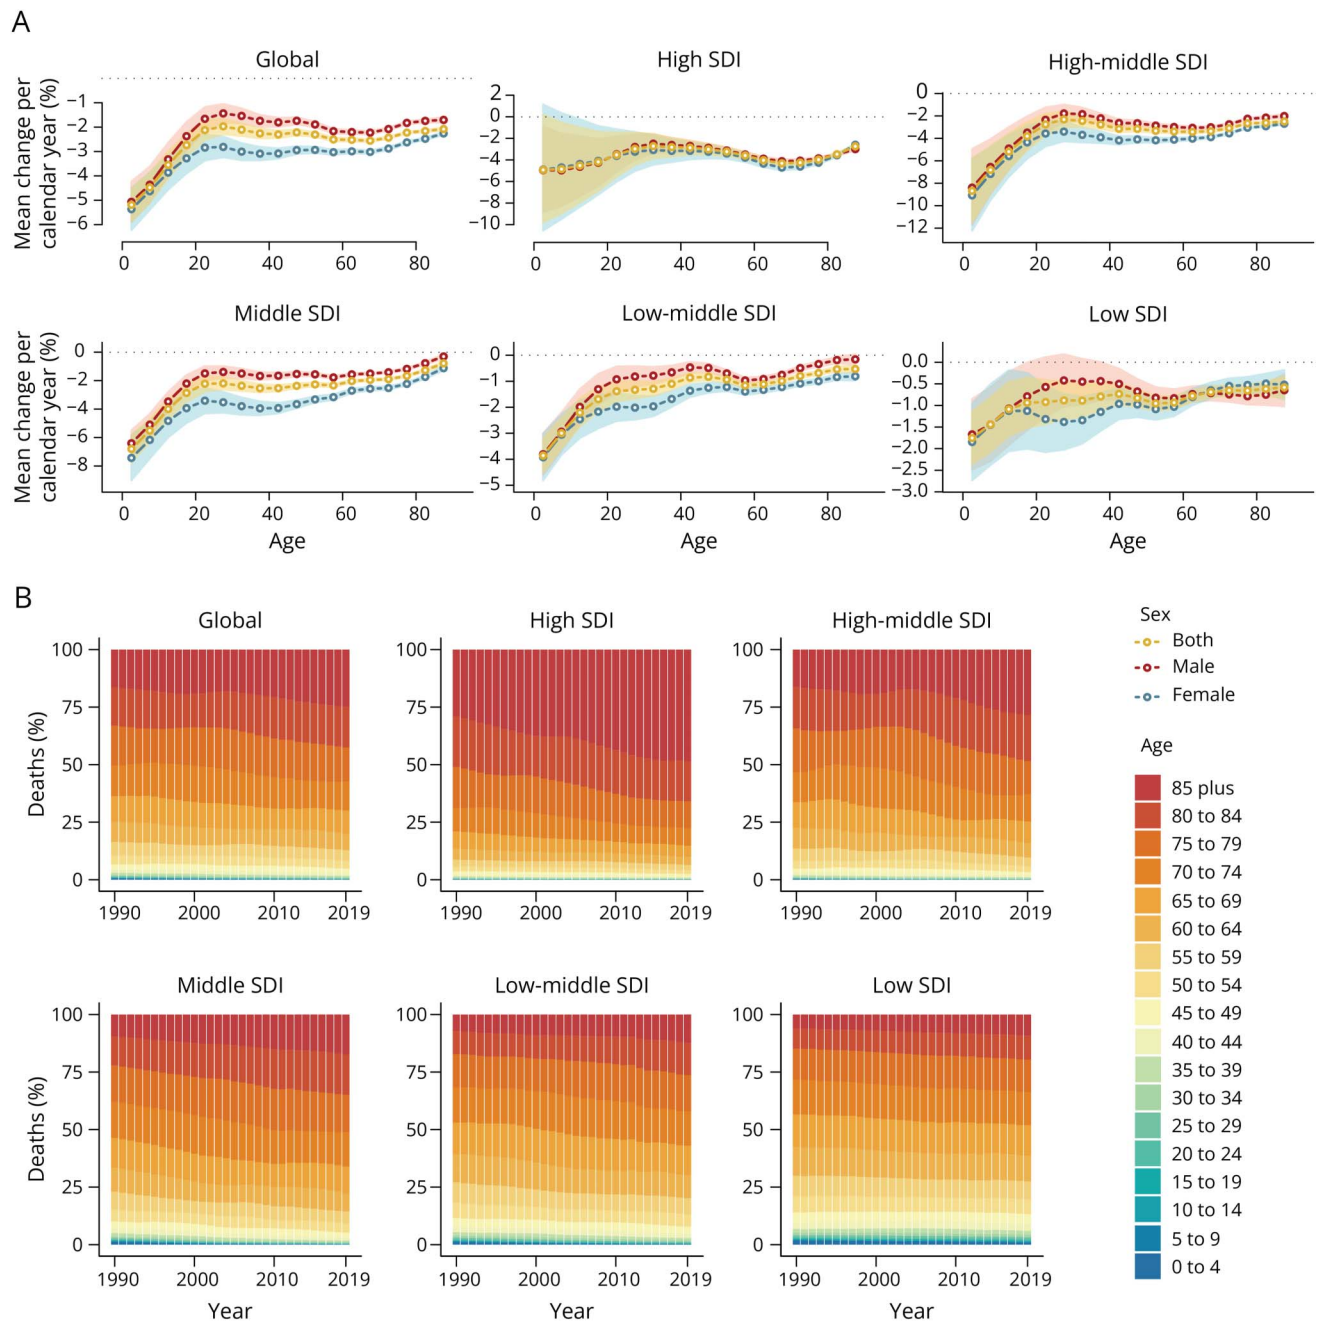 A
Global
High SDI
High-middle SDI
Mean change per
calendar year (%)
−1
−2
−3
−4
−5
−6
0 20 40 60 80
2
0
−2
−4
−6
−8
−10
0 20 40 60 80
0
−2
−4
−6
−8
−10
−12
0 20 40 60 80
Middle SDI
Low-middle SDI
Low SDI
Mean change per
calendar year (%)
0
−2
−4
−6
−8
0 20 40 60 80
Age
0
−1
−2
−3
−4
−5
0 20 40 60 80
Age
0.0
−0.5
−1.0
−1.5
−2.0
−2.5
−3.0
0 20 40 60 80
Age
B
Global
High SDI
High-middle SDI
Deaths (%)
100
75
50
25
0
1990 2000 2010 2019
100
75
50
25
0
1990 2000 2010 2019
100
75
50
25
0
1990 2000 2010 2019
Middle SDI
Low-middle SDI
Low SDI
Deaths (%)
100
75
50
25
0
1990 2000 2010 2019
Year
100
75
50
25
0
1990 2000 2010 2019
Year
100
75
50
25
0
1990 2000 2010 2019
Year
Sex
Both
Male
Female
Age
85 plus
80 to 84
75 to 79
70 to 74
65 to 69
60 to 64
55 to 59
50 to 54
45 to 49
40 to 44
35 to 39
30 to 34
25 to 29
20 to 24
15 to 19
10 to 14
5 to 9
0 to 4